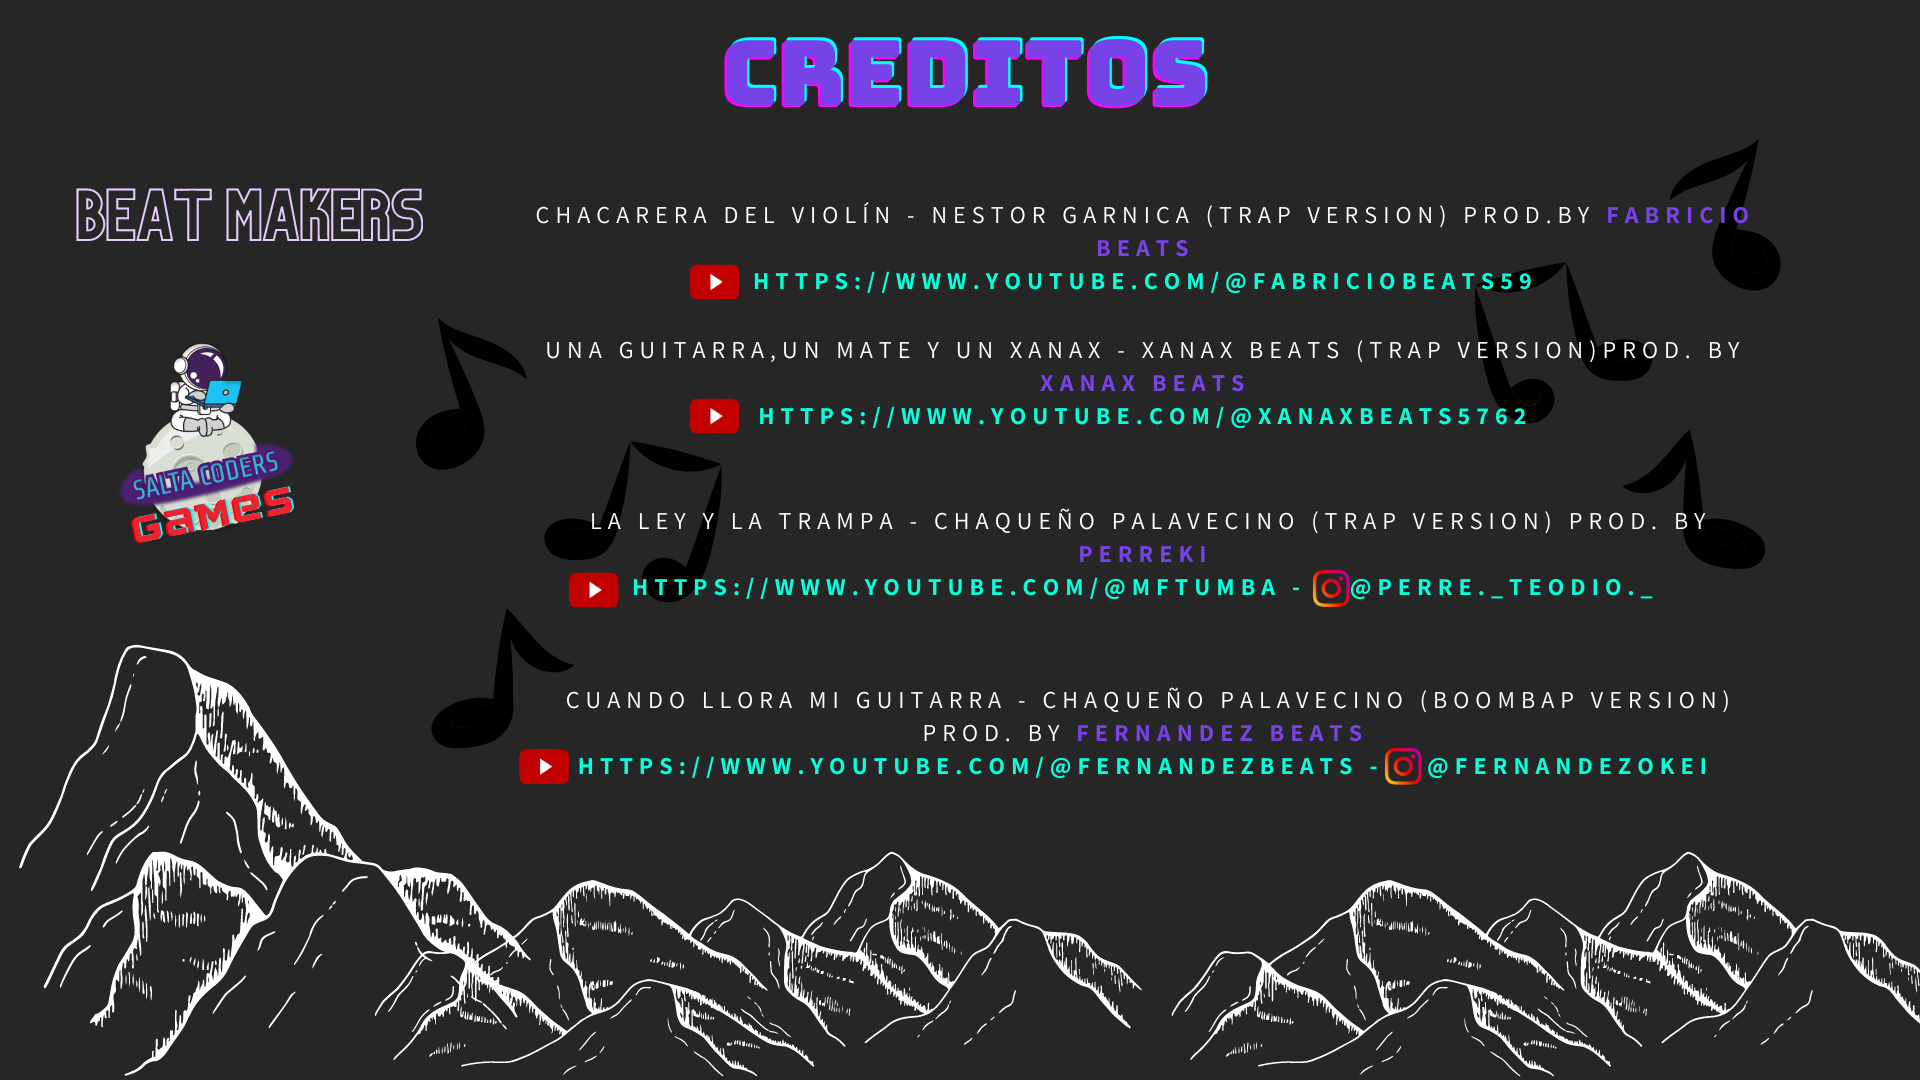 CREDITOS
BEAT MAKERS
CHACARERA DEL VIOLÍN - NESTOR GARNICA (TRAP VERSION) PROD.BY FABRICIO
BEATS
HTTPS://WWW.YOUTUBE.COM/@FABRICIOBEATS59
UNA GUITARRA,UN MATE Y UN XANAX - XANAX BEATS (TRAP VERSION)PROD. BY
XANAX BEATS
HTTPS://WWW.YOUTUBE.COM/@XANAXBEATS5762
SALTA CODERS
GAMES
LA LEY Y LA TRAMPA - CHAQUEÑO PALAVECINO (TRAP VERSION) PROD. BY
PERREKI
HTTPS://WWW.YOUTUBE.COM/@MFTUMBA - @PERRE._TEODIO._
CUANDO LLORA MI GUITARRA - CHAQUEÑO PALAVECINO (BOOMBAP VERSION)
PROD. BY FERNANDEZ BEATS
HTTPS://WWW.YOUTUBE.COM/@FERNANDEZBEATS - @FERNANDEZOKEI